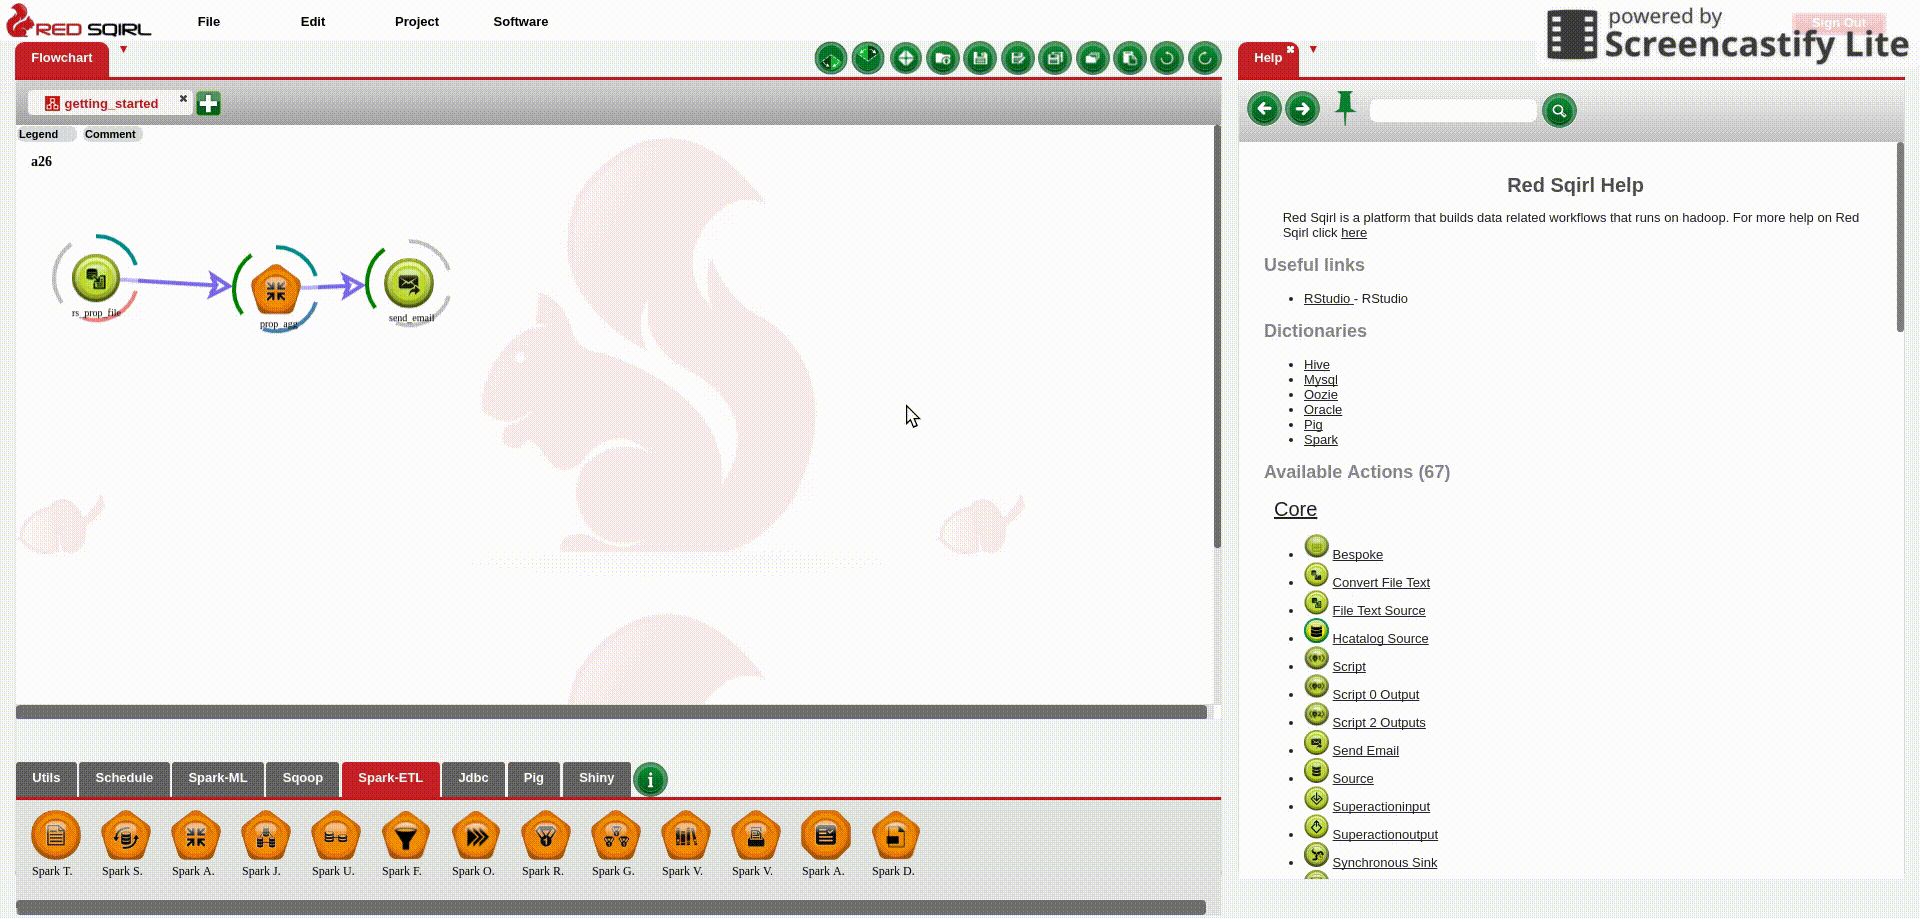 RED SQIRL
File Edit Project Software
powered by
Screencastify Lite
Sign Out
Flowchart
Help
getting_started
Legend Comment
a26
rs_prop_file
prop_agg
send_email
Utils Schedule Spark-ML Sqoop Spark-ETL Jdbc Pig Shiny
Spark T. Spark S. Spark A. Spark J. Spark U. Spark F. Spark O. Spark R. Spark G. Spark V. Spark V. Spark A. Spark D.
Red Sqirl Help
Red Sqirl is a platform that builds data related workflows that runs on hadoop. For more help on Red
Sqirl click here
Useful links
RStudio - RStudio
Dictionaries
Hive
Mysql
Oozie
Oracle
Pig
Spark
Available Actions (67)
Core
Bespoke
Convert File Text
File Text Source
Hcatalog Source
Script
Script 0 Output
Script 2 Outputs
Send Email
Source
Superactioninput
Superactionoutput
Synchronous Sink